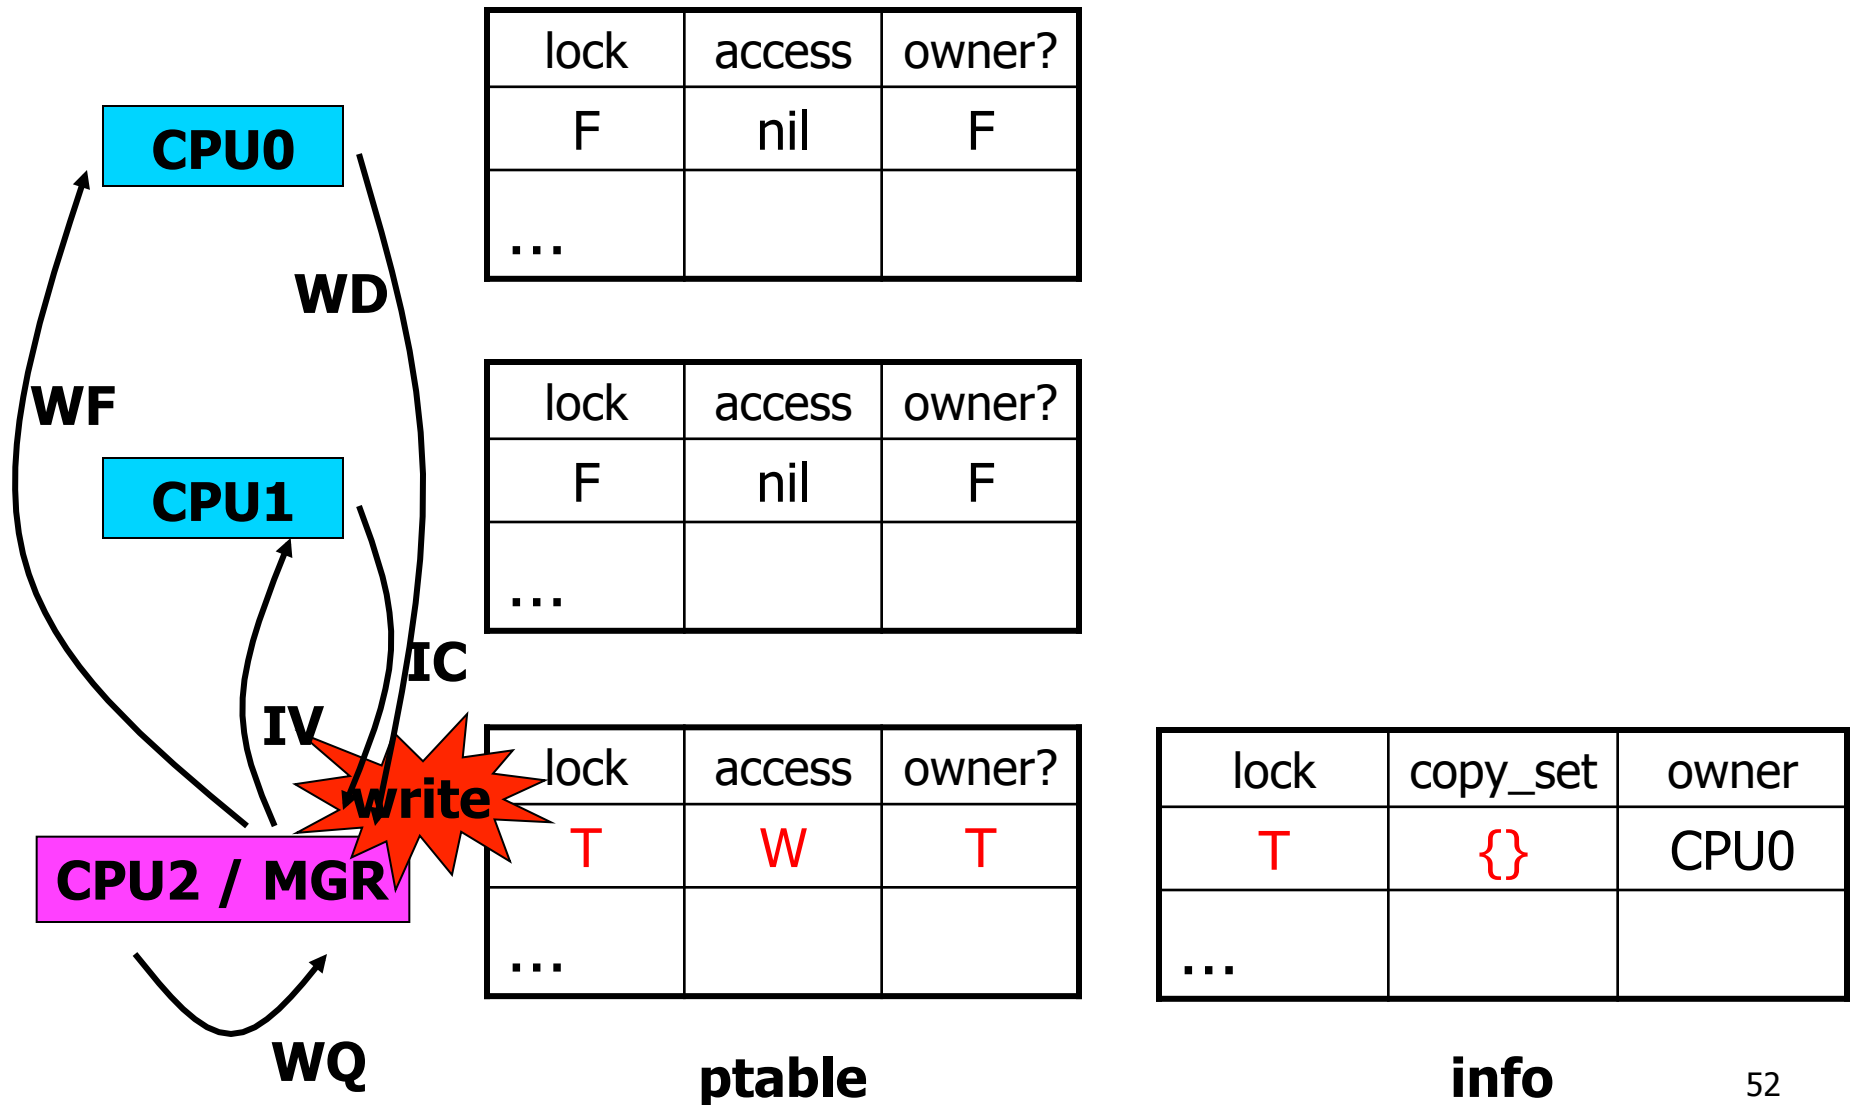 lock access owner?
F nil F
...
CPU0
WD
WF
lock access owner?
F nil F
...
CPU1
IC
IV
write
lock access owner?
T W T
...
CPU2 / MGR
WQ
ptable
lock copy_set owner
T {} CPU0
...
info
52